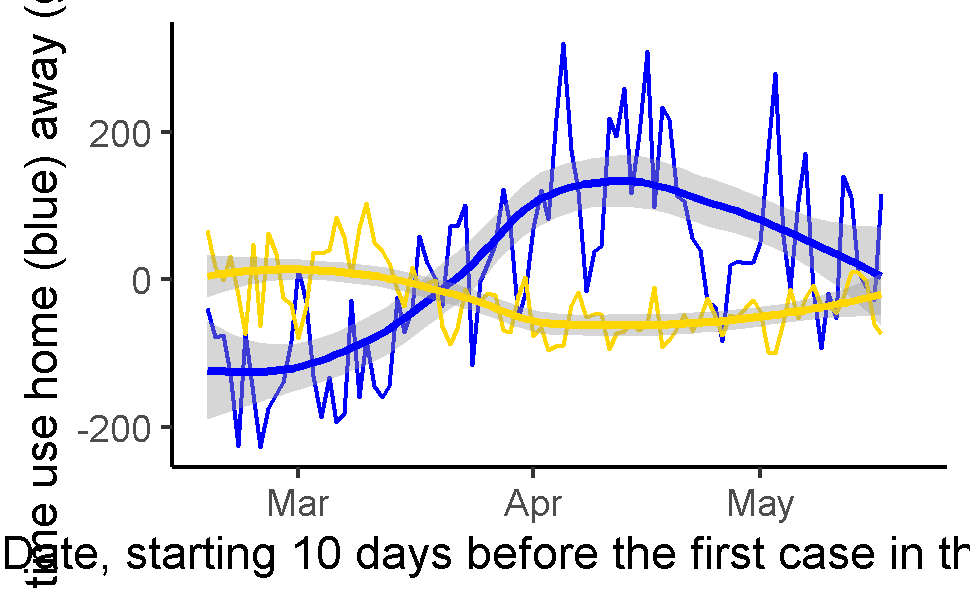 time use home (blue) away (
200
0
-200
Mar Apr May
Date, starting 10 days before the first case in